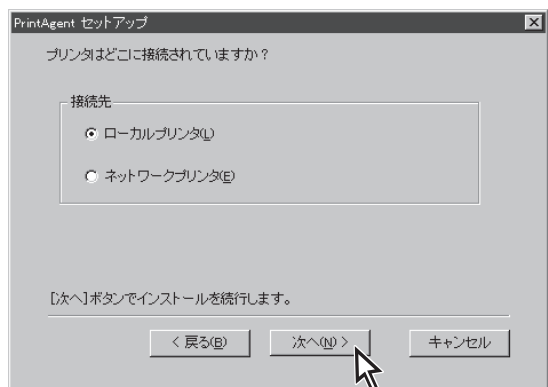 PrintAgent セットアップ
プリンタはどこに接続されていますか？
接続先
ローカルプリンタ(L)
ネットワークプリンタ(E)
［次へ］ボタンでインストールを続行します。
＜戻る(B) 次へ(N)＞ キャンセル